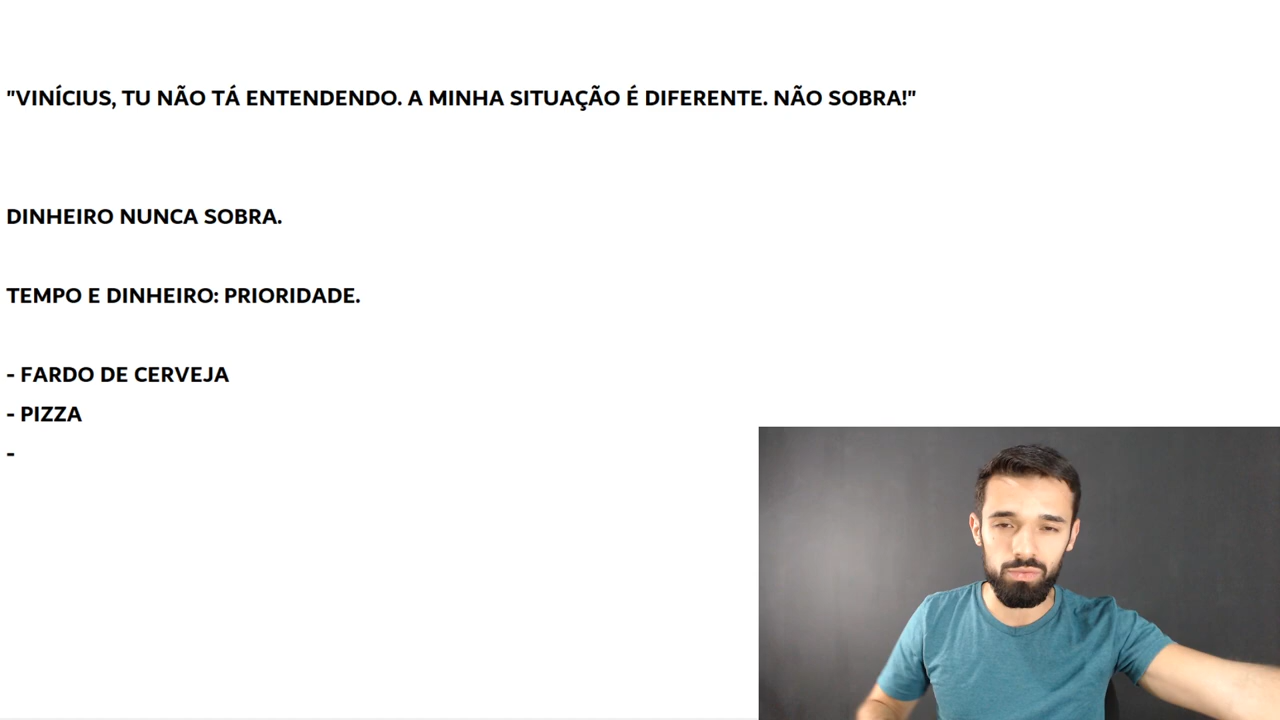 "VINÍCIUS, TU NÃO TÁ ENTENDENDO. A MINHA SITUAÇÃO É DIFERENTE. NÃO SOBRA!"
DINHEIRO NUNCA SOBRA.
TEMPO E DINHEIRO: PRIORIDADE.
- FARDO DE CERVEJA
- PIZZA
-